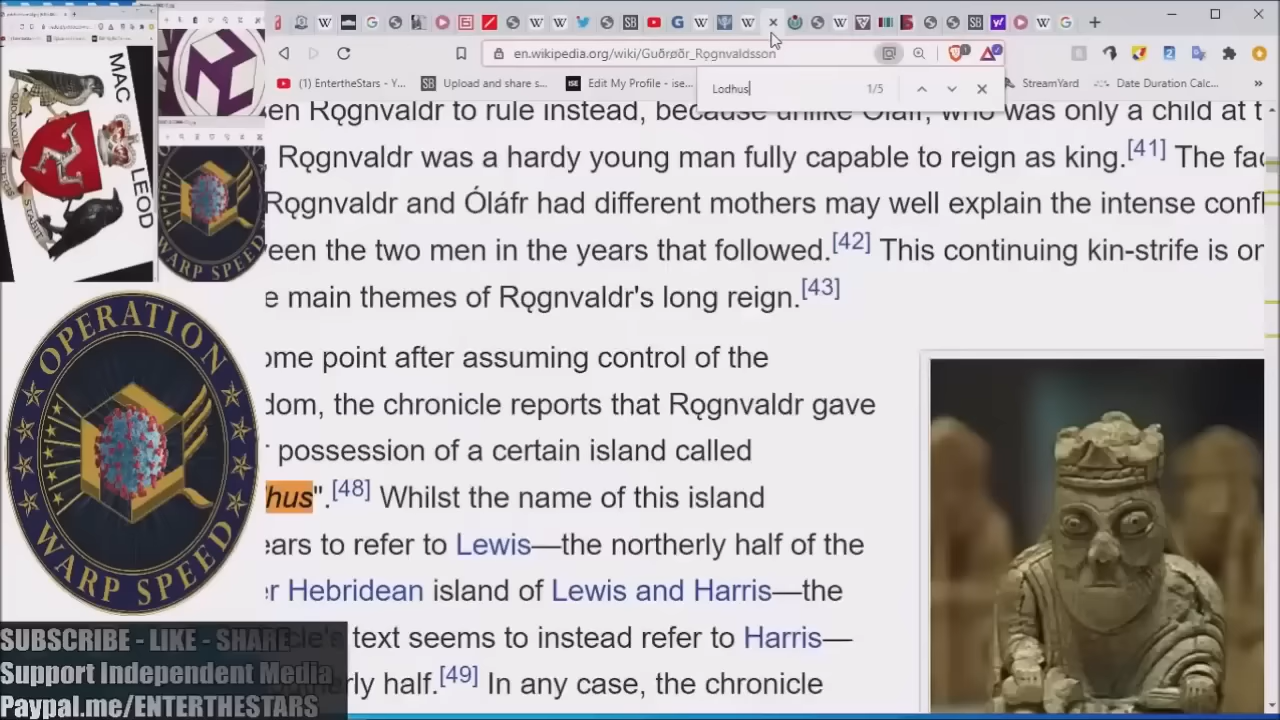 en.wikipedia.org/wiki/Guðrøðr_Rǫgnvaldsson
(1) EntertheStars - Y...
Upload and share s...
Edit My Profile - ise...
StreamYard
Date Duration Calc...
Lodhus
1/5
MAC
LEOD
WARP SPEED
OPERATION
WARP SPEED
en Rǫgnvaldr to rule instead, because unlike Óláfr, who was only a child at t
Rǫgnvaldr was a hardy young man fully capable to reign as king.[41] The fac
Rǫgnvaldr and Óláfr had different mothers may well explain the intense confl
een the two men in the years that followed.[42] This continuing kin-strife is or
e main themes of Rǫgnvaldr's long reign.[43]
ome point after assuming control of the
dom, the chronicle reports that Rǫgnvaldr gave
r possession of a certain island called
hus".[48] Whilst the name of this island
ears to refer to Lewis—the northerly half of the
er Hebridean island of Lewis and Harris—the
text seems to instead refer to Harris—
erly half.[49] In any case, the chronicle
SUBSCRIBE - LIKE - SHARE
Support Independent Media
Paypal.me/ENTERTHESTARS